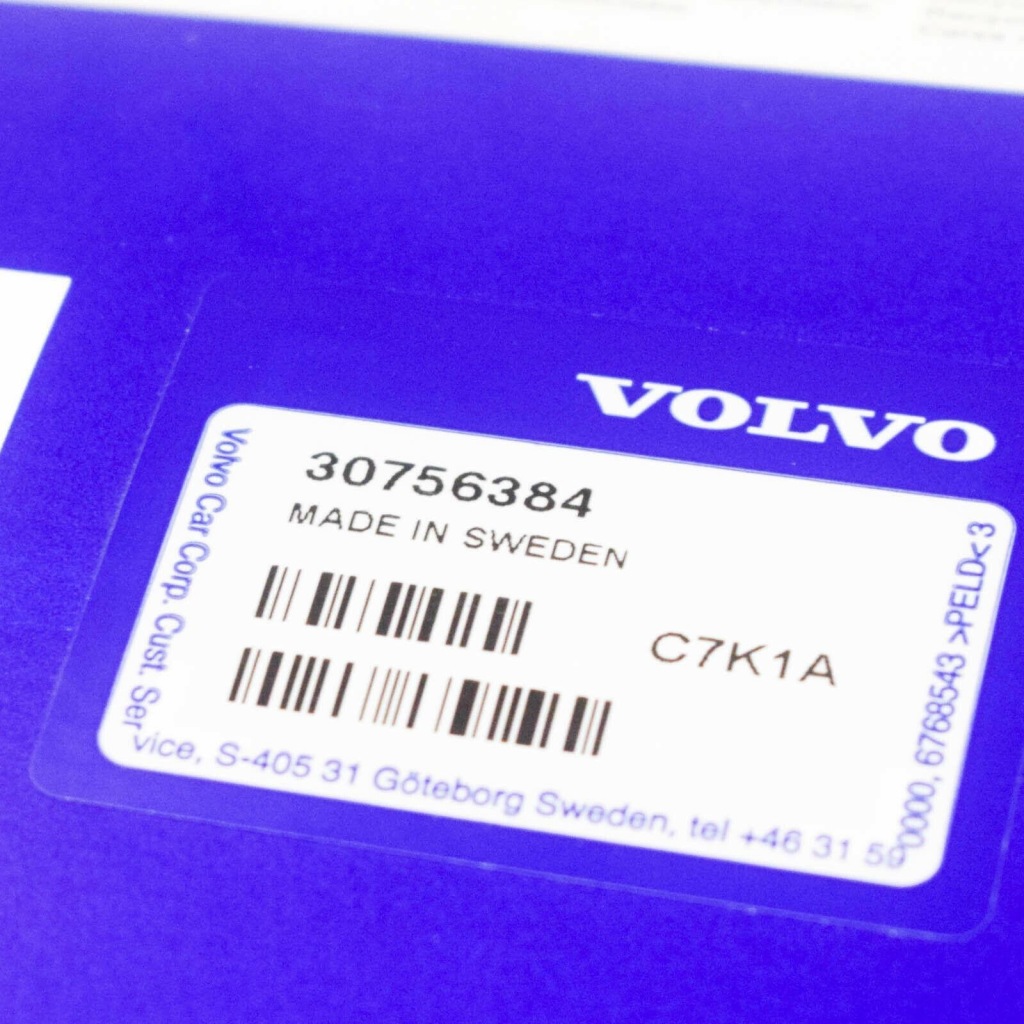 VOLVO
30756384
MADE IN SWEDEN
C7K1A
Volvo Car Corp. Cust. Service, S-405 31 Göteborg Sweden, tel +46 31 590000, 6768543 >PELD< 3